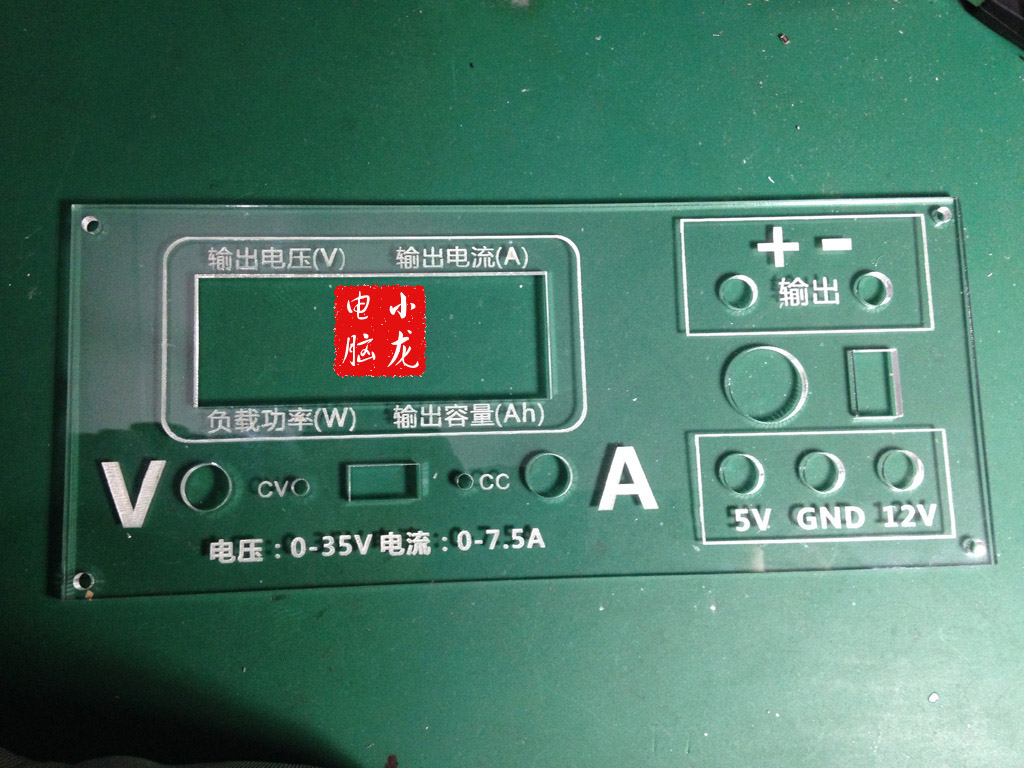 输出电压(V) 输出电流(A)
小龙
电脑
负载功率(W) 输出容量(Ah)
+ -
输出
V CV CC A
电压：0-35V 电流：0-7.5A
5V GND 12V